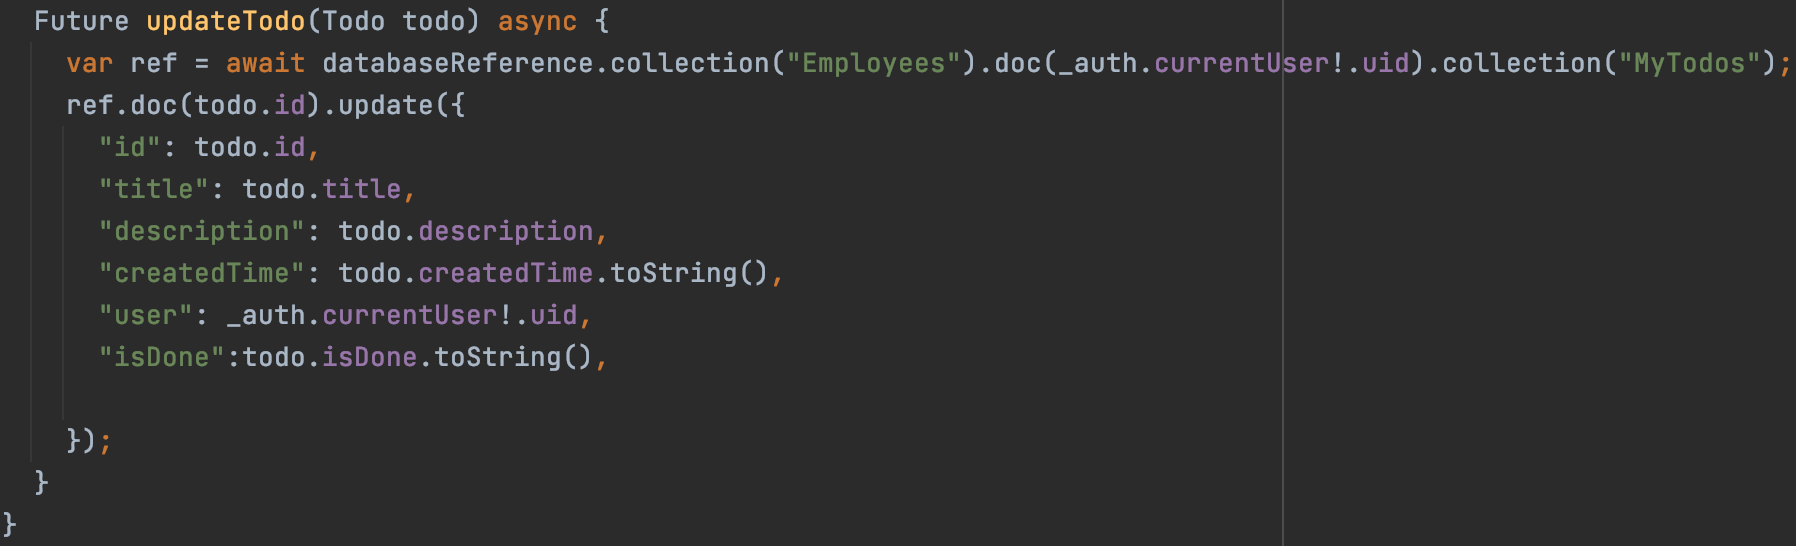 Future updateTodo(Todo todo) async {
var ref = await databaseReference.collection("Employees").doc(_auth.currentUser!.uid).collection("MyTodos");
ref.doc(todo.id).update({
"id": todo.id,
"title": todo.title,
"description": todo.description,
"createdTime": todo.createdTime.toString(),
"user": _auth.currentUser!.uid,
"isDone":todo.isDone.toString(),
});
}
}